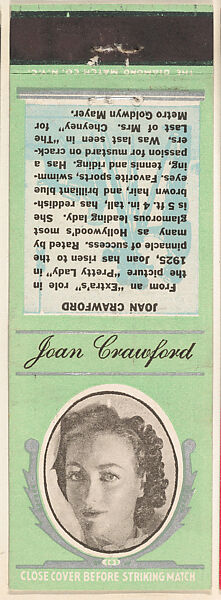 THE DIAMOND MATCH CO. N.Y.C.
JOAN CRAWFORD
From an "Extra's" role in
the picture "Pretty Lady" in
1925, Joan has risen to the
pinacle of success. Rated by
many as Hollywood's most
glamorous leading lady. She
is 5 ft. 4 in. tall, has reddish-
brown hair, and brilliant blue
eyes. Favorite sports, swimm-
ing, tennis and riding. Has a
passion for mustard on crack-
ers. Was last seen in "The
Last of Mrs. Cheyney," for
Metro Goldwyn Mayer.
Joan Crawford
CLOSE COVER BEFORE STRIKING MATCH